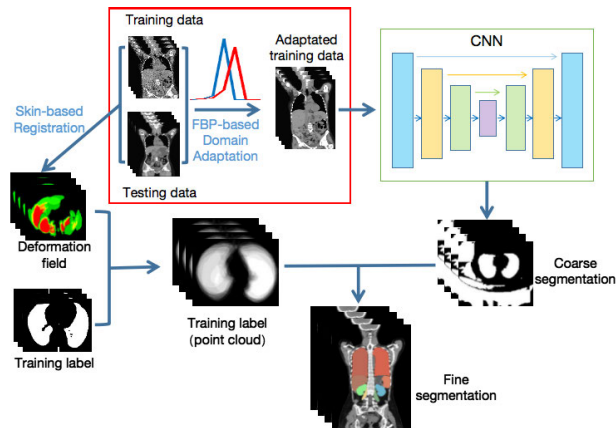 Training data
Adaptated
training data
CNN
Skin-based
Registration
FBP-based
Domain
Adaptation
Testing data
Deformation
field
Training label
Training label
(point cloud)
Coarse
segmentation
Fine
segmentation